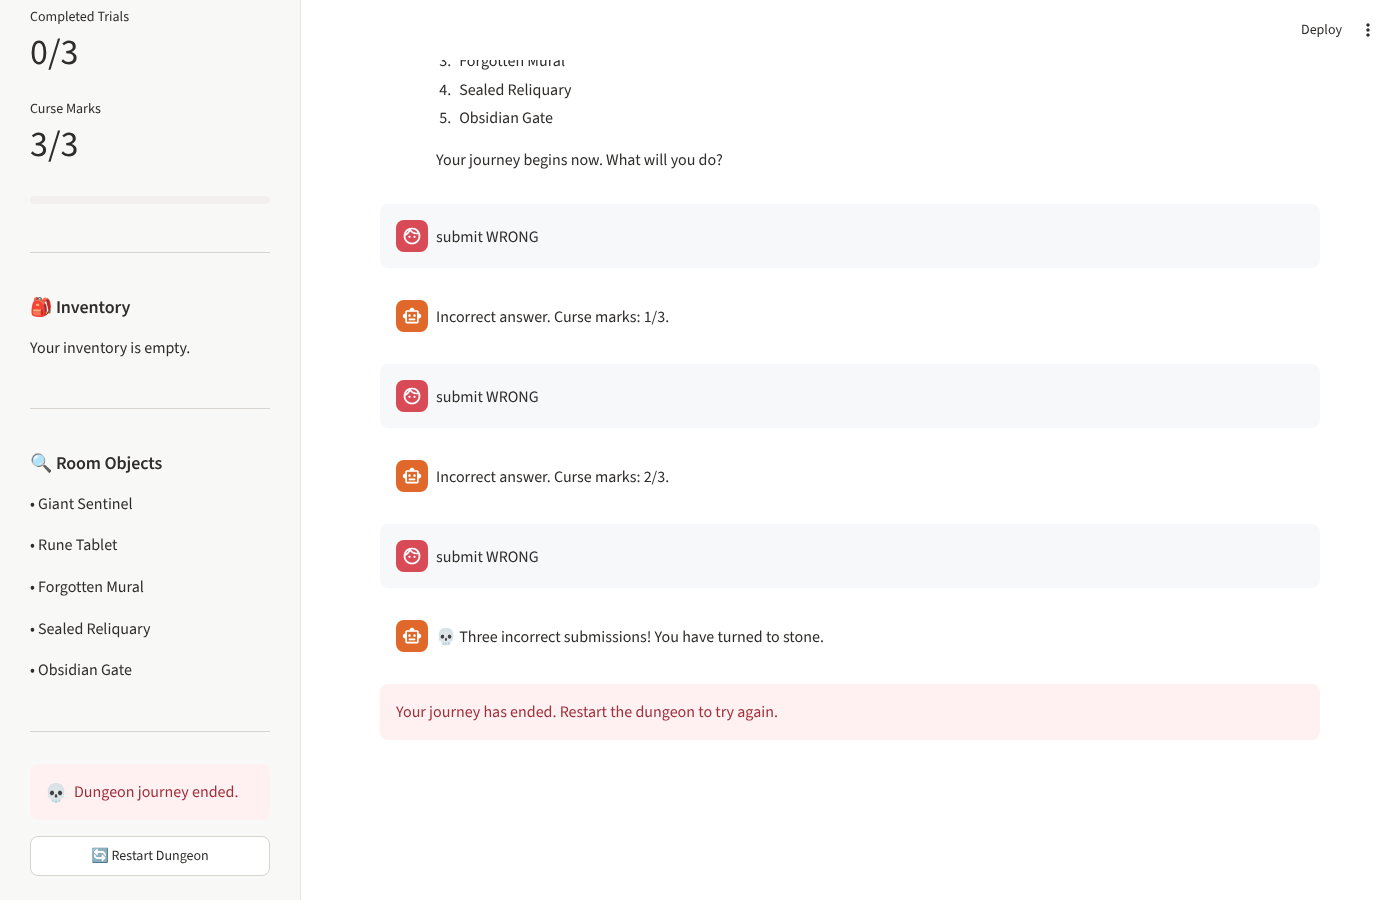 Completed Trials
0/3
Curse Marks
3/3
🎒 Inventory
Your inventory is empty.
🔍 Room Objects
• Giant Sentinel
• Rune Tablet
• Forgotten Mural
• Sealed Reliquary
• Obsidian Gate
💀 Dungeon journey ended.
🔄 Restart Dungeon
Deploy
3. Forgotten Mural
4. Sealed Reliquary
5. Obsidian Gate
Your journey begins now. What will you do?
submit WRONG
Incorrect answer. Curse marks: 1/3.
submit WRONG
Incorrect answer. Curse marks: 2/3.
submit WRONG
💀 Three incorrect submissions! You have turned to stone.
Your journey has ended. Restart the dungeon to try again.